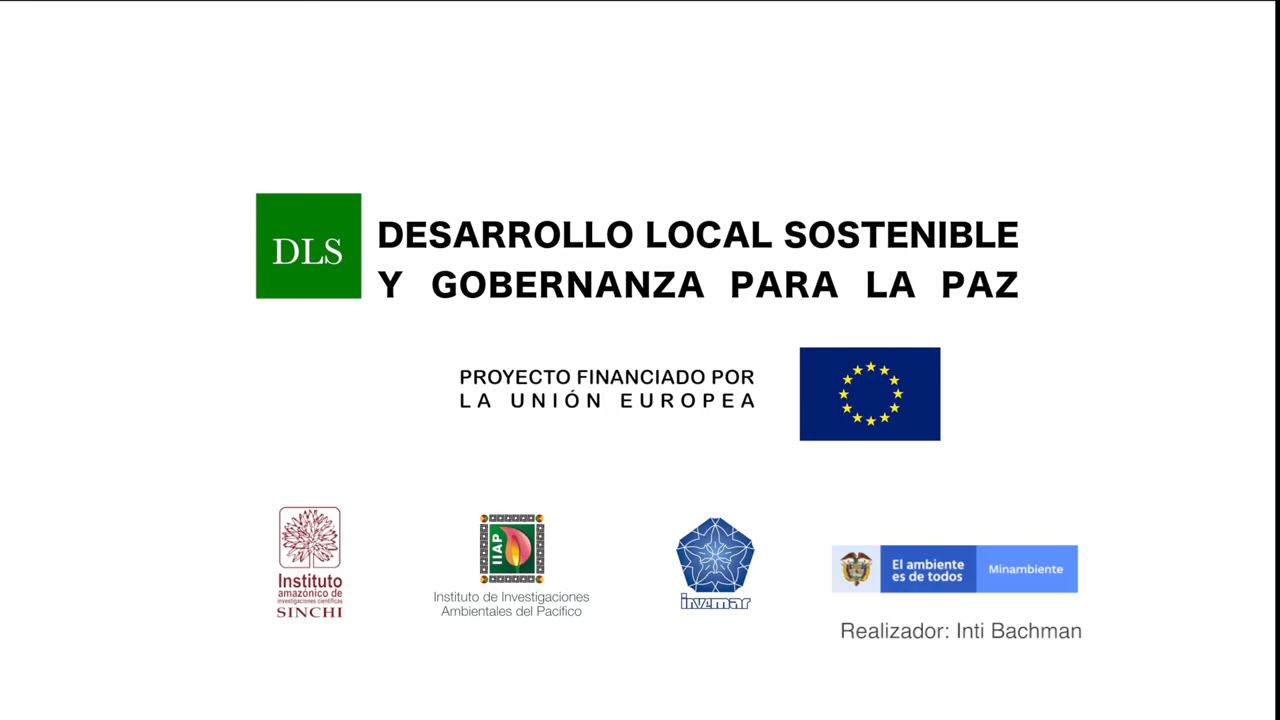 DLS
DESARROLLO LOCAL SOSTENIBLE
Y GOBERNANZA PARA LA PAZ
PROYECTO FINANCIADO POR
LA UNIÓN EUROPEA
Instituto
amazónico de
investigaciones científicas
SINCHI
IIAP
Instituto de Investigaciones
Ambientales del Pacífico
invemar
El ambiente
es de todos
Minambiente
Realizador: Inti Bachman